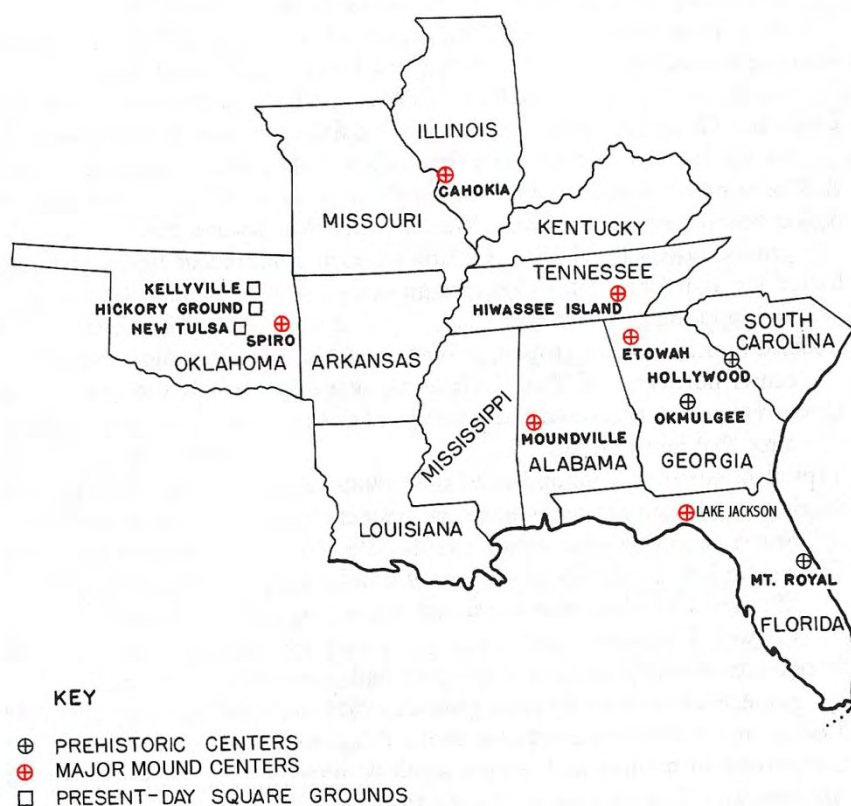 ILLINOIS
CAHOKIA
MISSOURI
KENTUCKY
TENNESSEE
KELLYVILLE
HICKORY GROUND
NEW TULSA
SPIRO
OKLAHOMA
ARKANSAS
HIWASSEE ISLAND
SOUTH
CAROLINA
ETOWAH
HOLLYWOOD
OKMULGEE
GEORGIA
MISSISSIPPI
MOUNDVILLE
ALABAMA
LOUISIANA
LAKE JACKSON
MT. ROYAL
FLORIDA
KEY
PREHISTORIC CENTERS
MAJOR MOUND CENTERS
PRESENT-DAY SQUARE GROUNDS